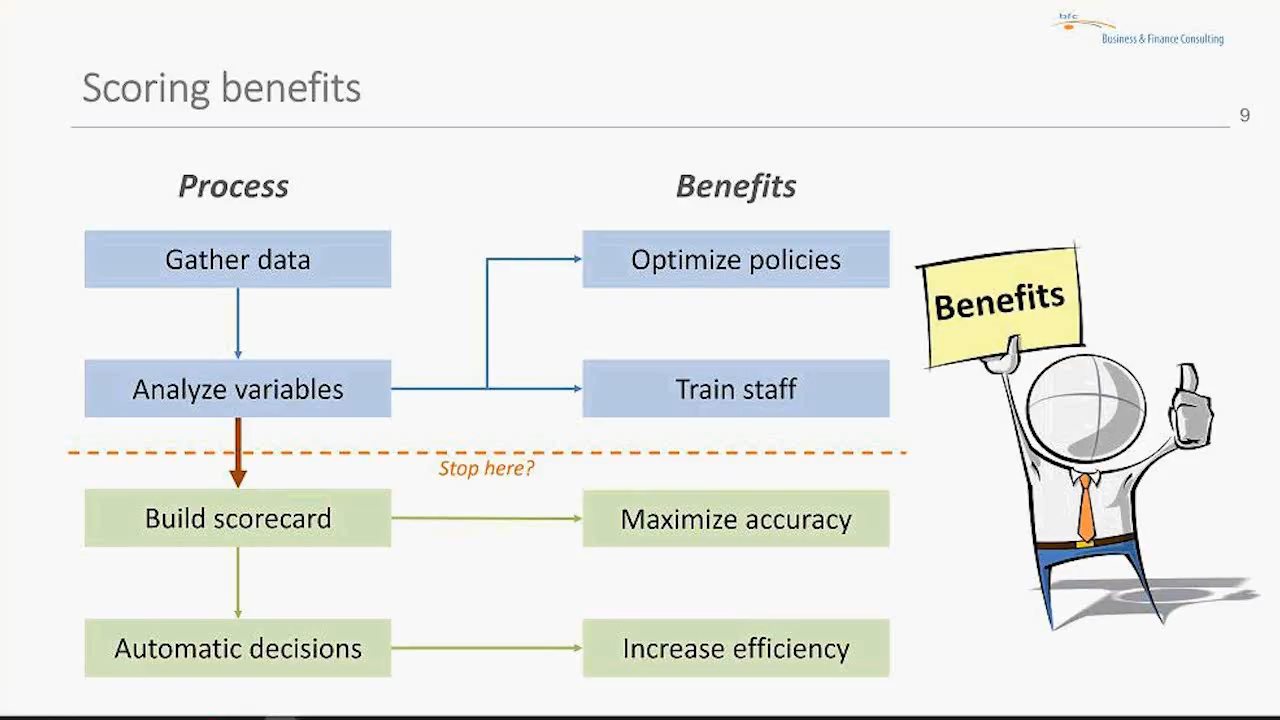 bfc
Business & Finance Consulting
Scoring benefits
9
Process
Benefits
Gather data
Optimize policies
Benefits
Analyze variables
Train staff
Stop here?
Build scorecard
Maximize accuracy
Automatic decisions
Increase efficiency